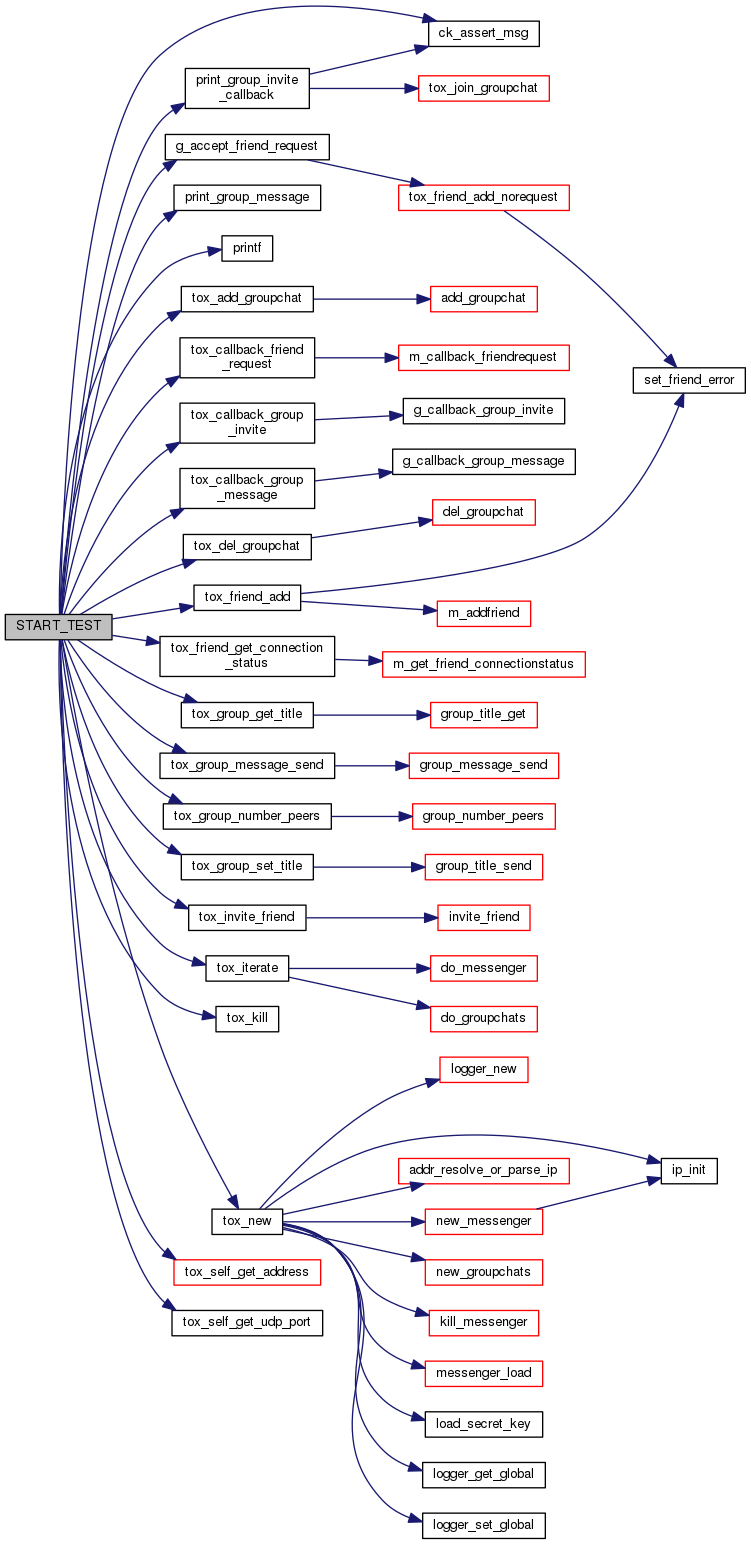 ck_assert_msg
print_group_invite
_callback
tox_join_groupchat
g_accept_friend_request
tox_friend_add_norequest
print_group_message
printf
tox_add_groupchat
add_groupchat
tox_callback_friend
_request
m_callback_friendrequest
set_friend_error
tox_callback_group
_invite
g_callback_group_invite
tox_callback_group
_message
g_callback_group_message
del_groupchat
tox_del_groupchat
tox_friend_add
m_addfriend
START_TEST
tox_friend_get_connection
_status
m_get_friend_connectionstatus
tox_group_get_title
group_title_get
tox_group_message_send
group_message_send
tox_group_number_peers
group_number_peers
tox_group_set_title
group_title_send
tox_invite_friend
invite_friend
tox_iterate
do_messenger
do_groupchats
tox_kill
logger_new
addr_resolve_or_parse_ip
ip_init
tox_new
new_messenger
tox_self_get_address
new_groupchats
tox_self_get_udp_port
kill_messenger
messenger_load
load_secret_key
logger_get_global
logger_set_global